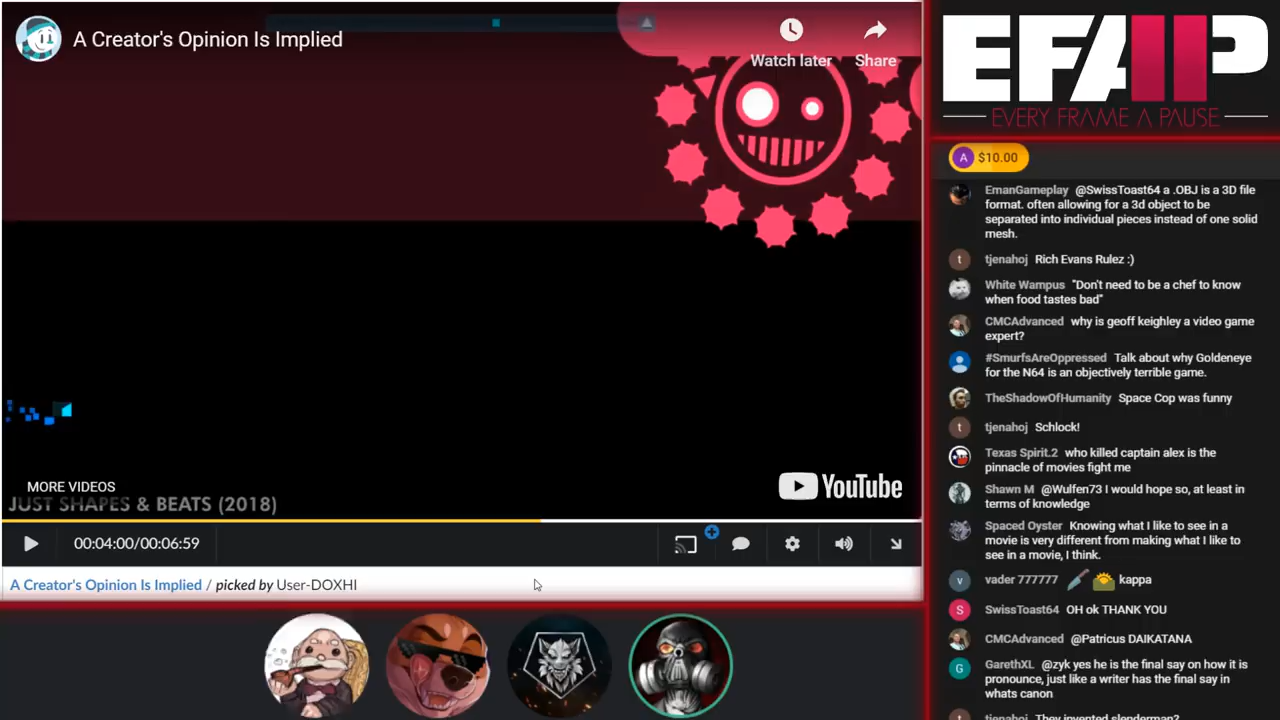 A Creator's Opinion Is Implied
Watch later
Share
MORE VIDEOS
JUST SHAPES & BEATS (2018)
YouTube
00:04:00/00:06:59
A Creator's Opinion Is Implied / picked by User-DOXHI
EFAP
EVERY FRAME A PAUSE
A $10.00
EmanGameplay @SwissToast64 a .OBJ is a 3D file
format. often allowing for a 3d object to be
separated into individual pieces instead of one solid
mesh.
t tjenahoj Rich Evans Rulez :)
White Wampus "Don't need to be a chef to know
when food tastes bad"
CMCAdvanced why is geoff keighley a video game
expert?
#SmurfsAreOppressed Talk about why Goldeneye
for the N64 is an objectively terrible game.
TheShadowOfHumanity Space Cop was funny
t tjenahoj Schlock!
Texas Spirit.2 who killed captain alex is the
pinnacle of movies fight me
Shawn M @Wulfen73 I would hope so, at least in
terms of knowledge
Spaced Oyster Knowing what I like to see in a
movie is very different from making what I like to
see in a movie, I think.
v vader 777777 kappa
S SwissToast64 OH ok THANK YOU
CMCAdvanced @Patricus DAIKATANA
G GarethXL @zyk yes he is the final say on how it is
pronounce, just like a writer has the final say in
whats canon
tjenahoj They invented slenderman?